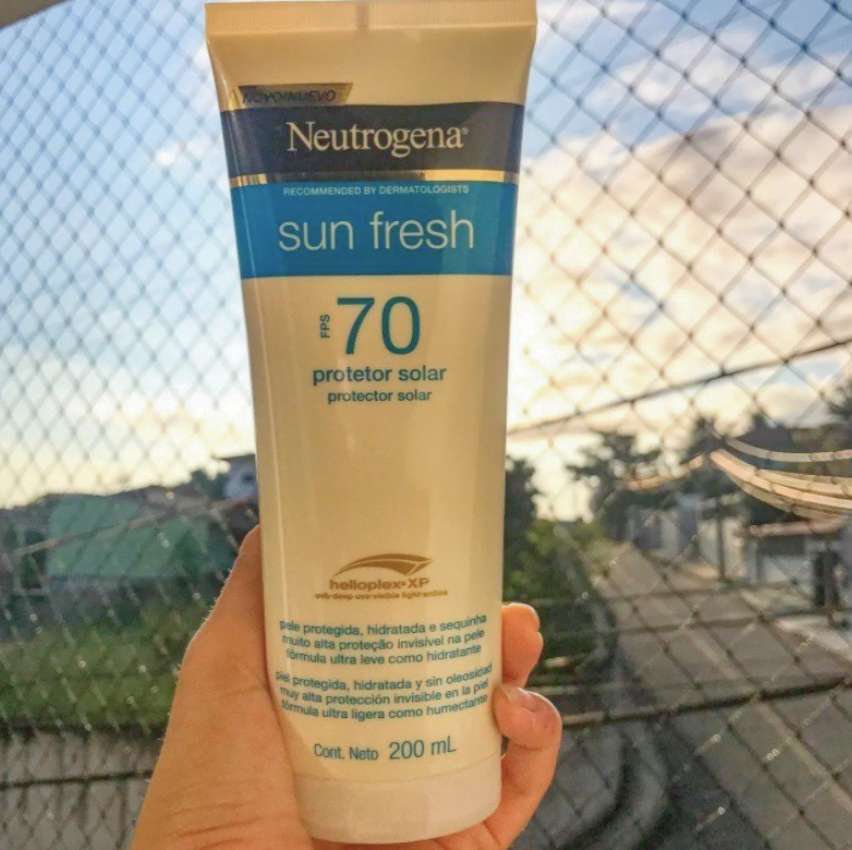 NOVO/NUEVO
Neutrogena®
RECOMMENDED BY DERMATOLOGISTS
sun fresh
FPS 70
protetor solar
protector solar
helioplex® XP
pele protegida, hidratada e sequinha
muito alta proteção invisível na pele
fórmula ultra leve como hidratante
piel protegida, hidratada y sin oleosidad
muy alta protección invisible en la piel
fórmula ultra ligera como humectante
Cont. Neto 200 mL